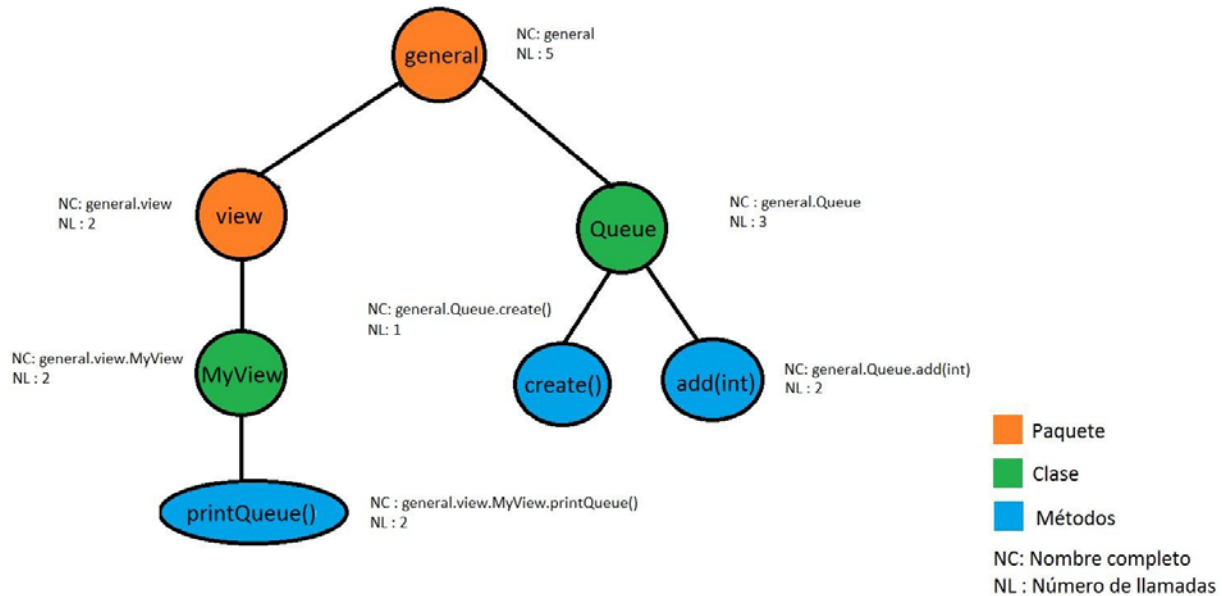 general
NC: general
NL : 5
NC: general.view
NL : 2
view
Queue
NC : general.Queue
NL : 3
NC: general.Queue.create()
NL: 1
NC: general.view.MyView
NL : 2
MyView
create()
add(int)
NC: general.Queue.add(int)
NL : 2
printQueue()
NC : general.view.MyView.printQueue()
NL : 2
Paquete
Clase
Métodos
NC: Nombre completo
NL : Número de llamadas